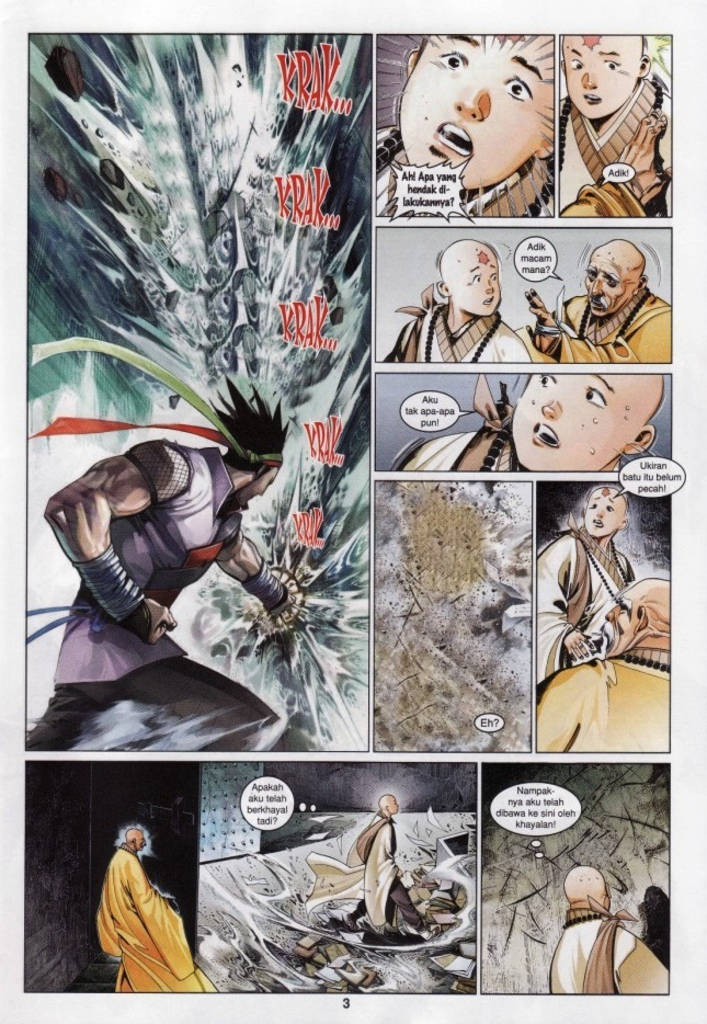 KRAK...
KRAK...
KRAK...
KRAK...
KRAK...
Ah! Apa yang
hendak di-
lakukannya?
Adik!
Adik
macam
mana?
Aku
tak apa-apa
pun!
Ukiran
batu itu belum
pecah!
Eh?
Apakah
aku telah
berkhayal
tadi?
Nampak-
nya aku telah
dibawa ke sini oleh
khayalan!
3